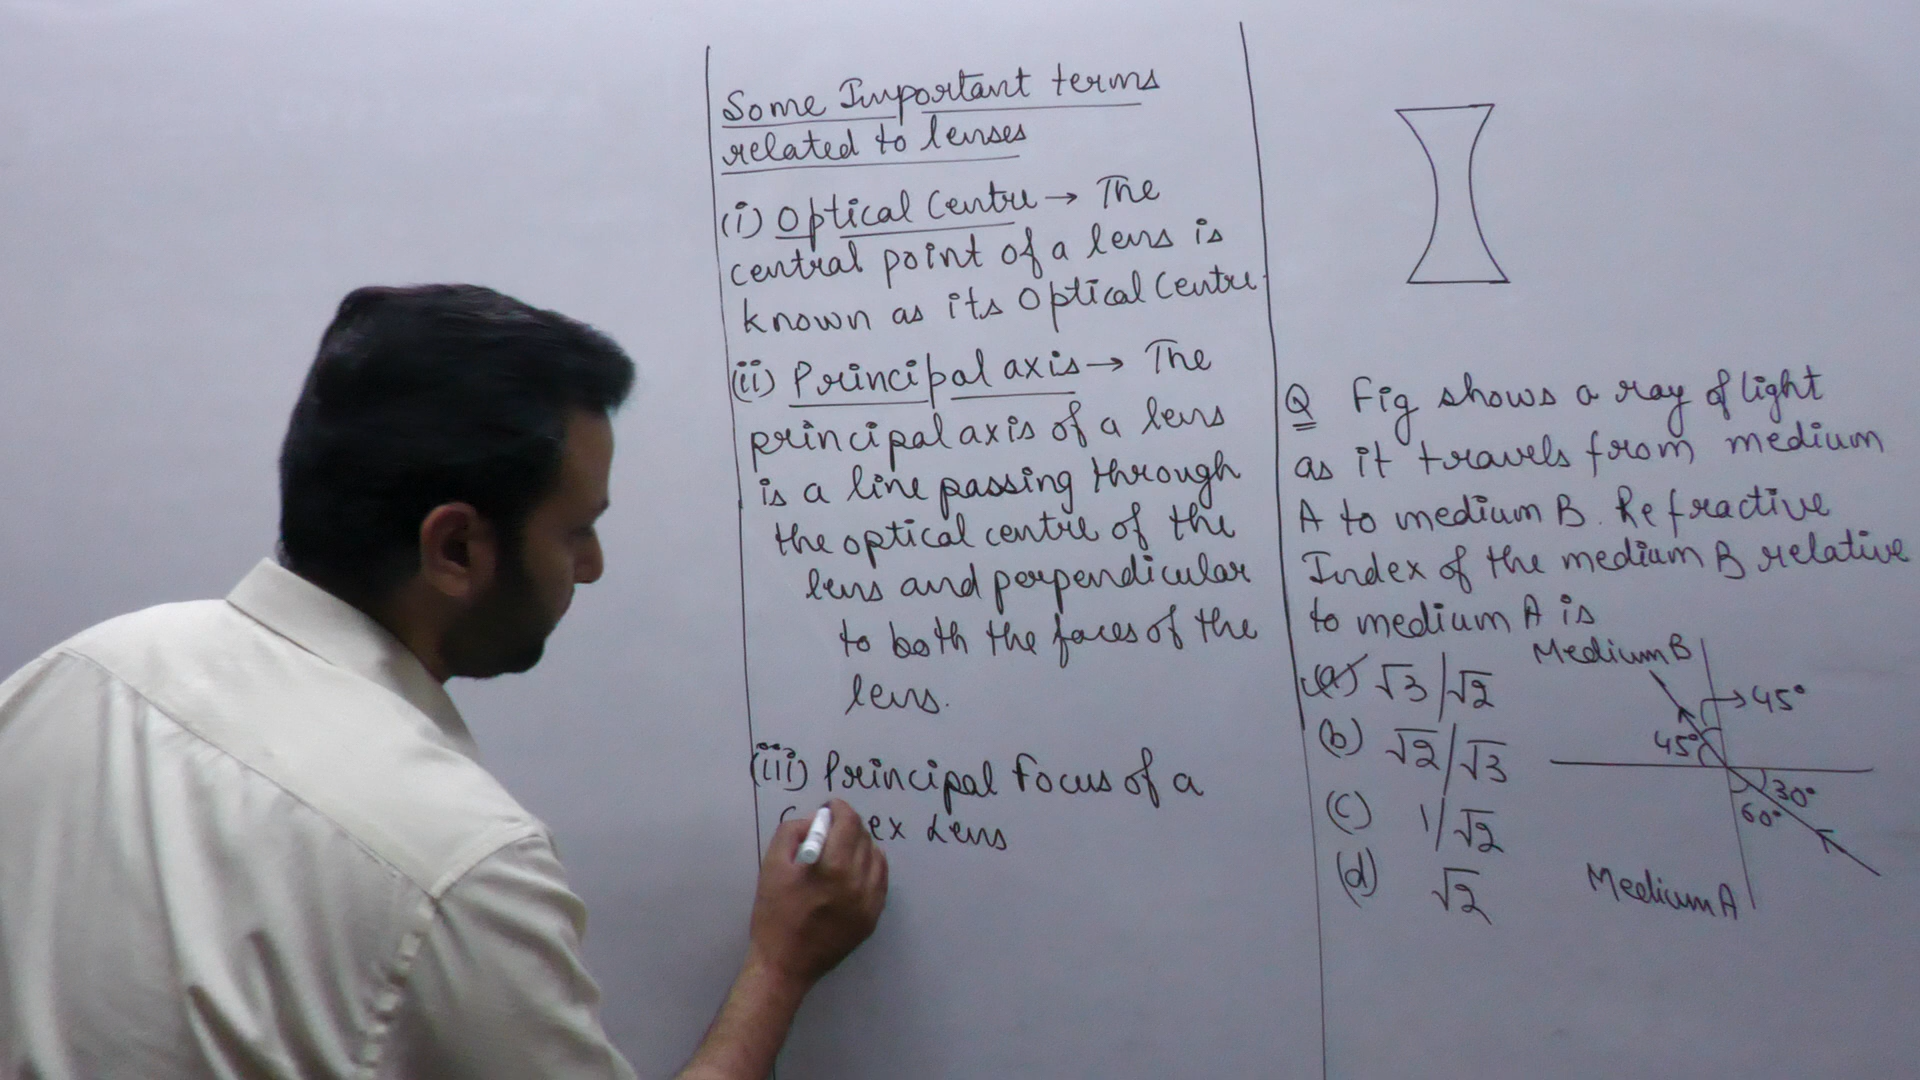 Some Important terms
related to lenses
(i) Optical Centre → The
central point of a lens is
known as its Optical Centre.
(ii) Principal axis → The
principal axis of a lens
is a line passing through
the optical centre of the
lens and perpendicular
to both the faces of the
lens.
(iii) Principal Focus of a
Lens
Q Fig shows a ray of light
as it travels from medium
A to medium B. Refractive
Index of the medium B relative
to medium A is
(a) √3/√2
(b) √2/√3
(c) 1/√2
(d) √2
Medium B
45°
45°
30°
60°
Medium A